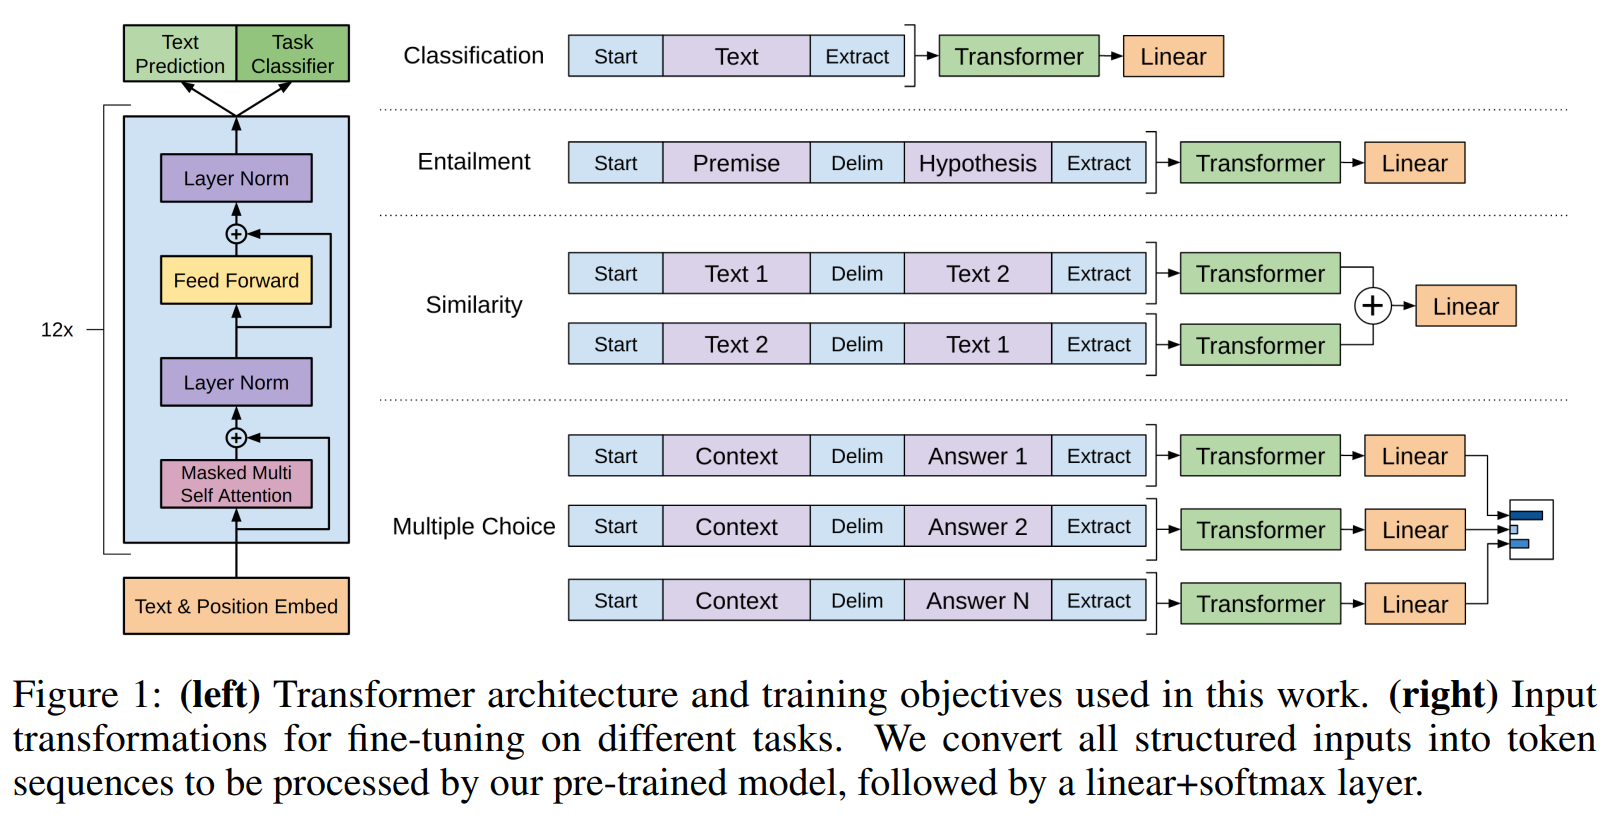 Text
Prediction
Task
Classifier
Layer Norm
+
Feed Forward
12x
Layer Norm
+
Masked Multi
Self Attention
Text & Position Embed
Classification
Start Text Extract Transformer Linear
Entailment
Start Premise Delim Hypothesis Extract Transformer Linear
Similarity
Start Text 1 Delim Text 2 Extract Transformer
+ Linear
Start Text 2 Delim Text 1 Extract Transformer
Multiple Choice
Start Context Delim Answer 1 Extract Transformer Linear
Start Context Delim Answer 2 Extract Transformer Linear
Start Context Delim Answer N Extract Transformer Linear
Figure 1: (left) Transformer architecture and training objectives used in this work. (right) Input
transformations for fine-tuning on different tasks. We convert all structured inputs into token
sequences to be processed by our pre-trained model, followed by a linear+softmax layer.